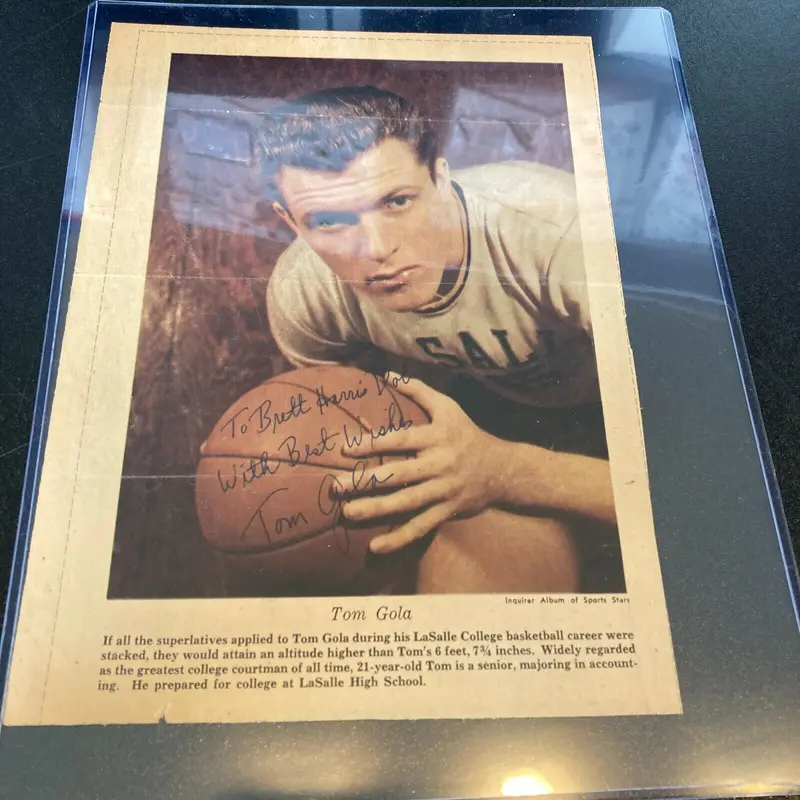 SALL
To Brett Harris
With Best Wishes
Tom Gola
Inquirer Album of Sports Stars
Tom Gola
If all the superlatives applied to Tom Gola during his LaSalle College basketball career were
stacked, they would attain an altitude higher than Tom's 6 feet, 7¾ inches. Widely regarded
as the greatest college courtman of all time, 21-year-old Tom is a senior, majoring in account-
ing. He prepared for college at LaSalle High School.